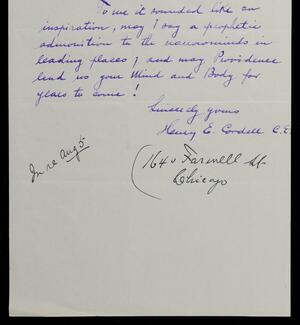 To me it sounded like an
inspiration, may I say a prophetic
admonition to the narrowminds in
leading places; and may Providence
lend us your Mind and Body for
years to come!
Sincerely yours
Henry E. Cordell C.E.
In re Aug 5-
1640 Farwell St.
Chicago